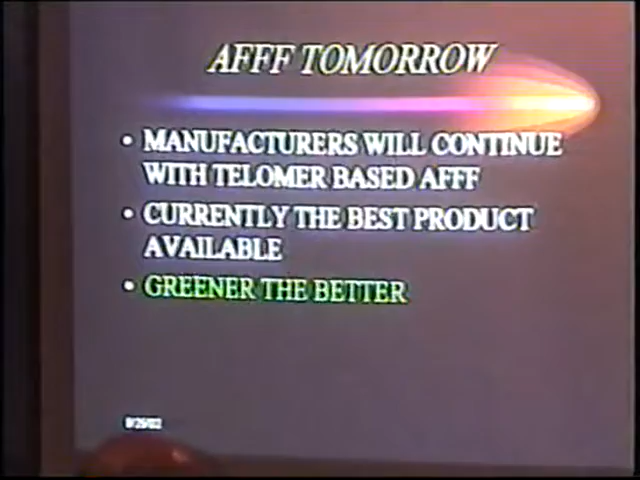 AFFF TOMORROW
• MANUFACTURERS WILL CONTINUE
WITH TELOMER BASED AFFF
• CURRENTLY THE BEST PRODUCT
AVAILABLE
• GREENER THE BETTER